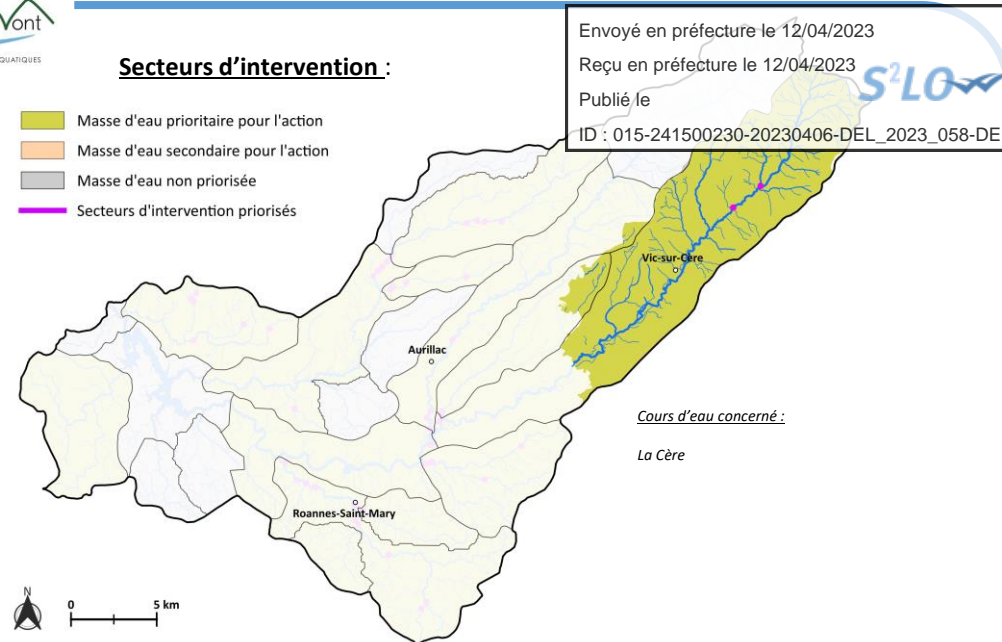 Vont
QUATIQUES
Envoyé en préfecture le 12/04/2023
Reçu en préfecture le 12/04/2023
Publié le
S²LO
ID : 015-241500230-20230406-DEL_2023_058-DE
Secteurs d'intervention :
Masse d'eau prioritaire pour l'action
Masse d'eau secondaire pour l'action
Masse d'eau non priorisée
Secteurs d'intervention priorisés
Vic-sur-Cère
Aurillac
Cours d'eau concerné :
La Cère
Roannes-Saint-Mary
N
0 5 km